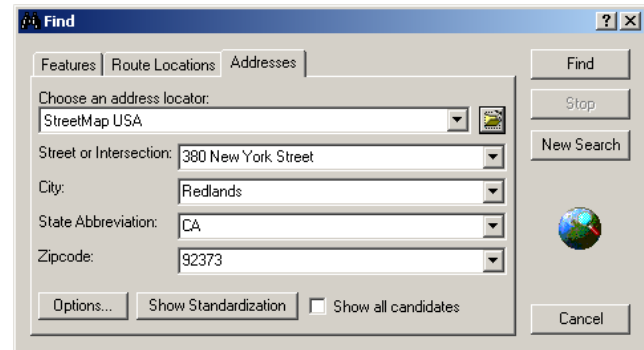 Find
Features Route Locations Addresses
Find
Choose an address locator:
StreetMap USA
Stop
Street or Intersection: 380 New York Street
New Search
City: Redlands
State Abbreviation: CA
Zipcode: 92373
Options... Show Standardization Show all candidates
Cancel